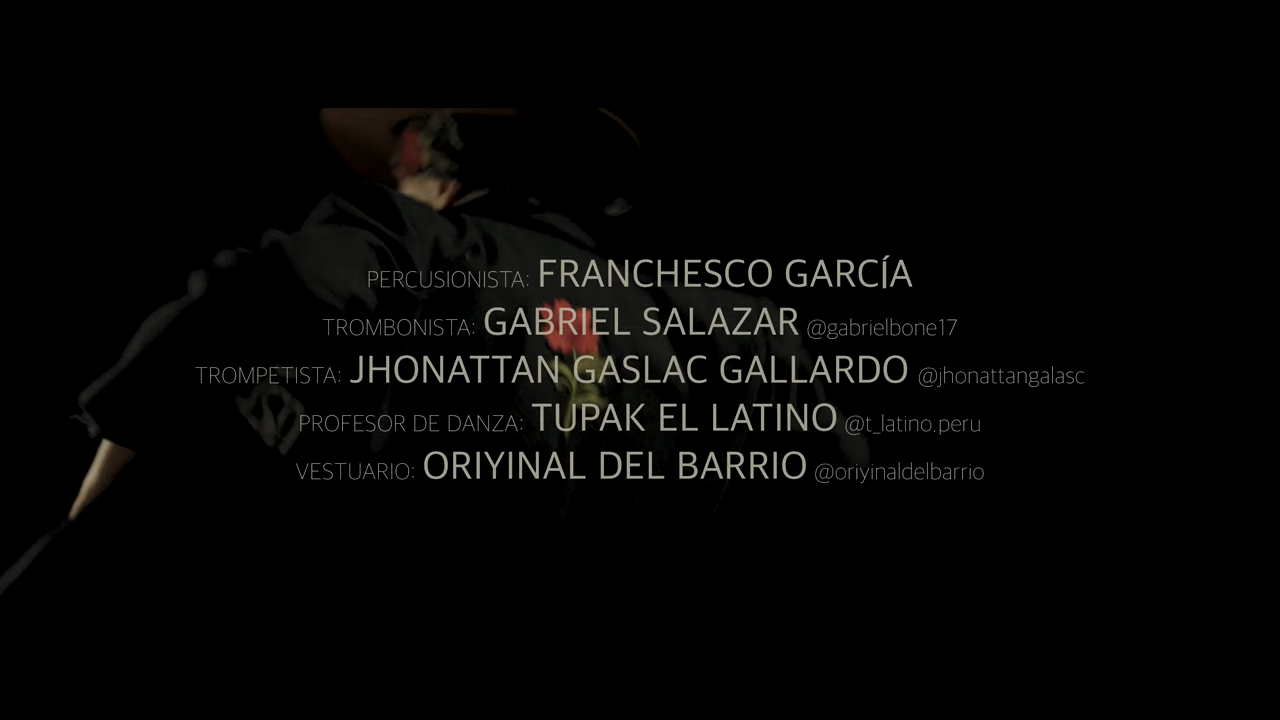 PERCUSIONISTA: FRANCHESCO GARCÍA
TROMBONISTA: GABRIEL SALAZAR @gabrielbone17
TROMPETISTA: JHONATTAN GASLAC GALLARDO @jhonattangalasc
PROFESOR DE DANZA: TUPAK EL LATINO @t_latino.peru
VESTUARIO: ORIYINAL DEL BARRIO @oriyinaldelbarrio